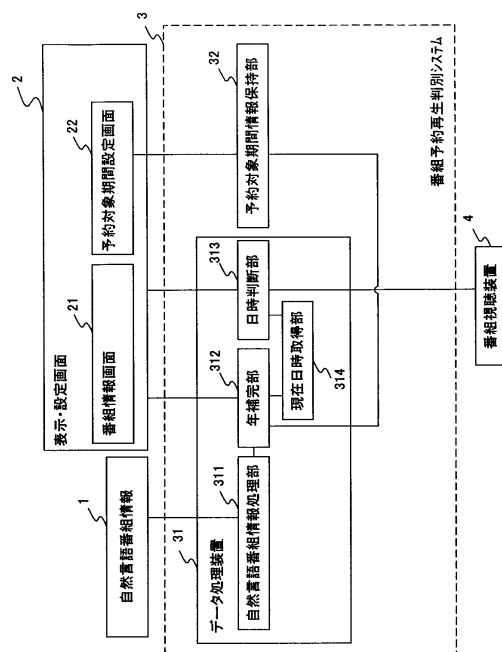 1
自然言語番組情報
表示・設定画面
2
21
番組情報画面
22
予約対象期間設定画面
3
31
データ処理装置
311
自然言語番組情報処理部
312
年補完部
313
日時判断部
314
現在日時取得部
32
予約対象期間情報保持部
番組予約再生判別システム
4
番組視聴装置